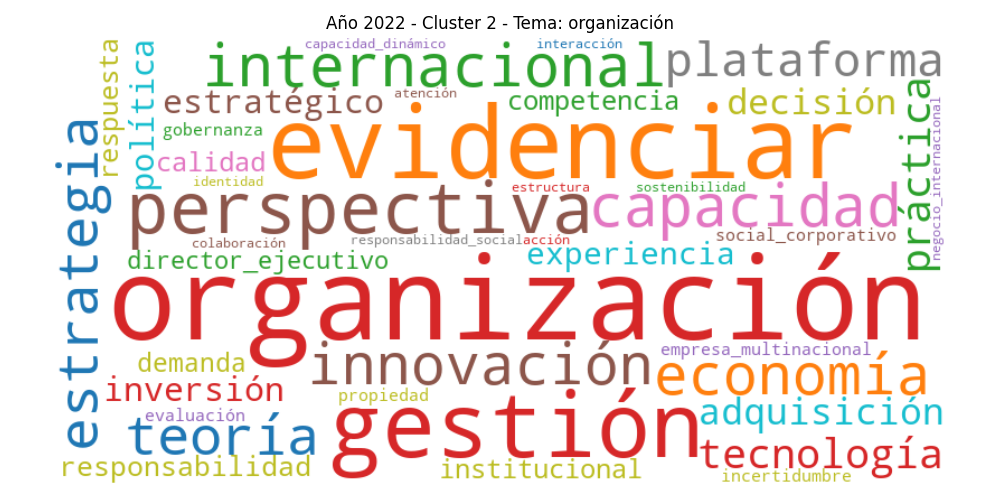 Año 2022 - Cluster 2 - Tema: organización
capacidad_dinámico
interacción
internacional
plataforma
respuesta
política
estratégico
atención
competencia
decisión
práctica
negocio_internacional
gobernanza
evidenciar
calidad
identidad
estrategia
perspectiva
estructura
sostenibilidad
capacidad
colaboración
responsabilidad_social
acción
social_corporativo
director_ejecutivo
experiencia
organización
demanda
innovación
empresa_multinacional
economía
inversión
propiedad
evaluación
teoría
gestión
adquisición
tecnología
responsabilidad
institucional
incertidumbre